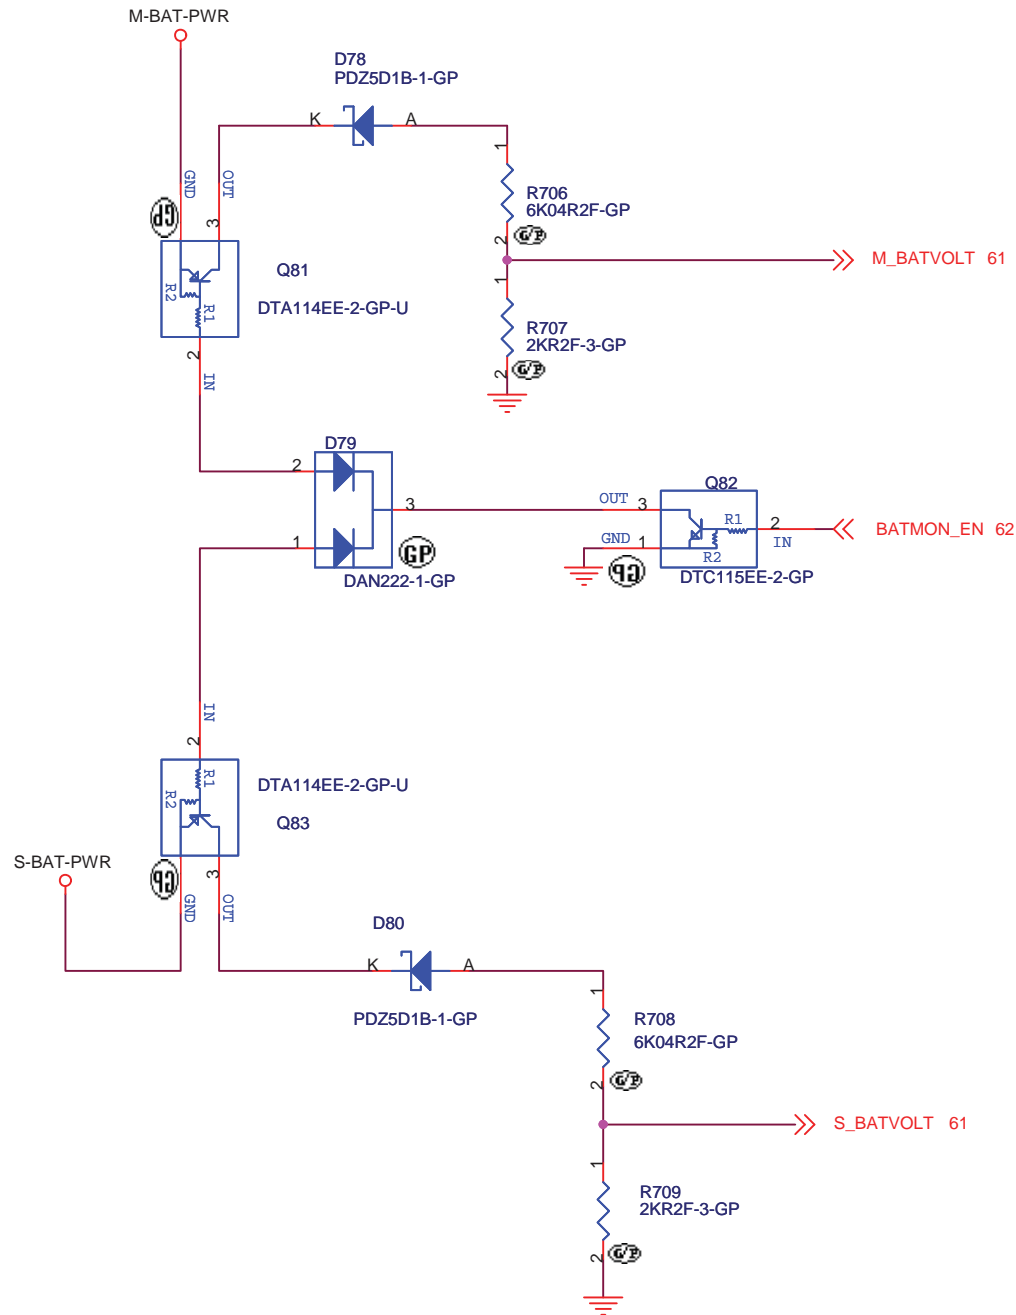 M-BAT-PWR
D78
PDZ5D1B-1-GP
K
A
GND
OUT
GP
3
1
R706
6K04R2F-GP
2
G/P
M_BATVOLT 61
Q81
DTA114EE-2-GP-U
R2
R1
1
R707
2KR2F-3-GP
2
G/P
2
IN
D79
2
3
1
GP
DAN222-1-GP
Q82
OUT
3
R1
2
IN
GND
1
R2
GP
DTC115EE-2-GP
BATMON_EN 62
IN
2
R1
R2
DTA114EE-2-GP-U
Q83
S-BAT-PWR
GP
3
GND
OUT
D80
K
A
PDZ5D1B-1-GP
1
R708
6K04R2F-GP
2
G/P
S_BATVOLT 61
1
R709
2KR2F-3-GP
2
G/P